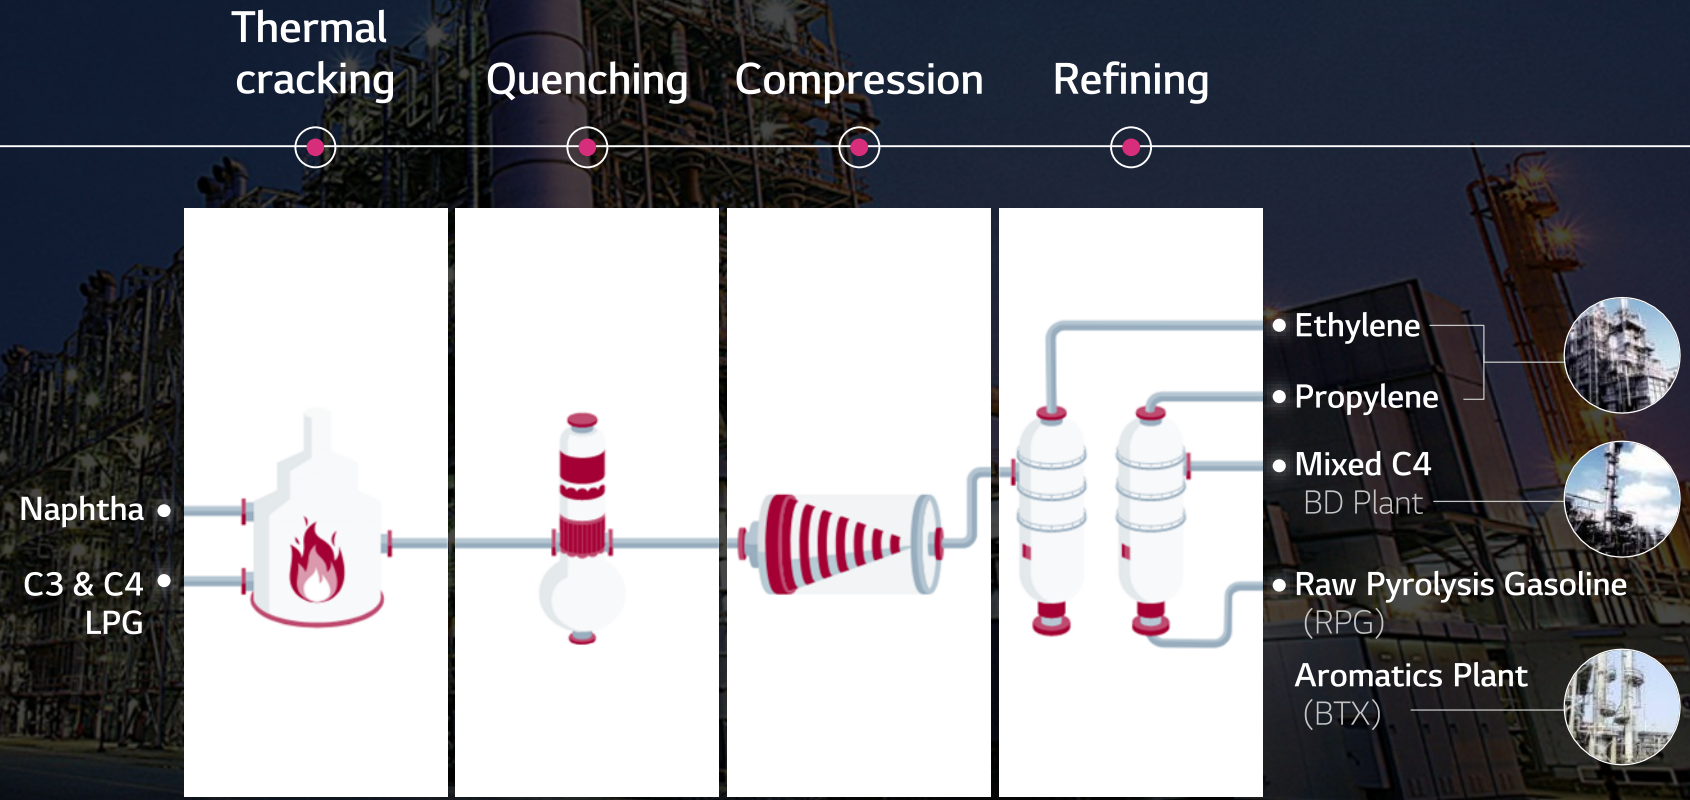 Thermal
cracking
Quenching
Compression
Refining
Naphtha
C3 & C4
LPG
Ethylene
Propylene
Mixed C4
BD Plant
Raw Pyrolysis Gasoline
(RPG)
Aromatics Plant
(BTX)